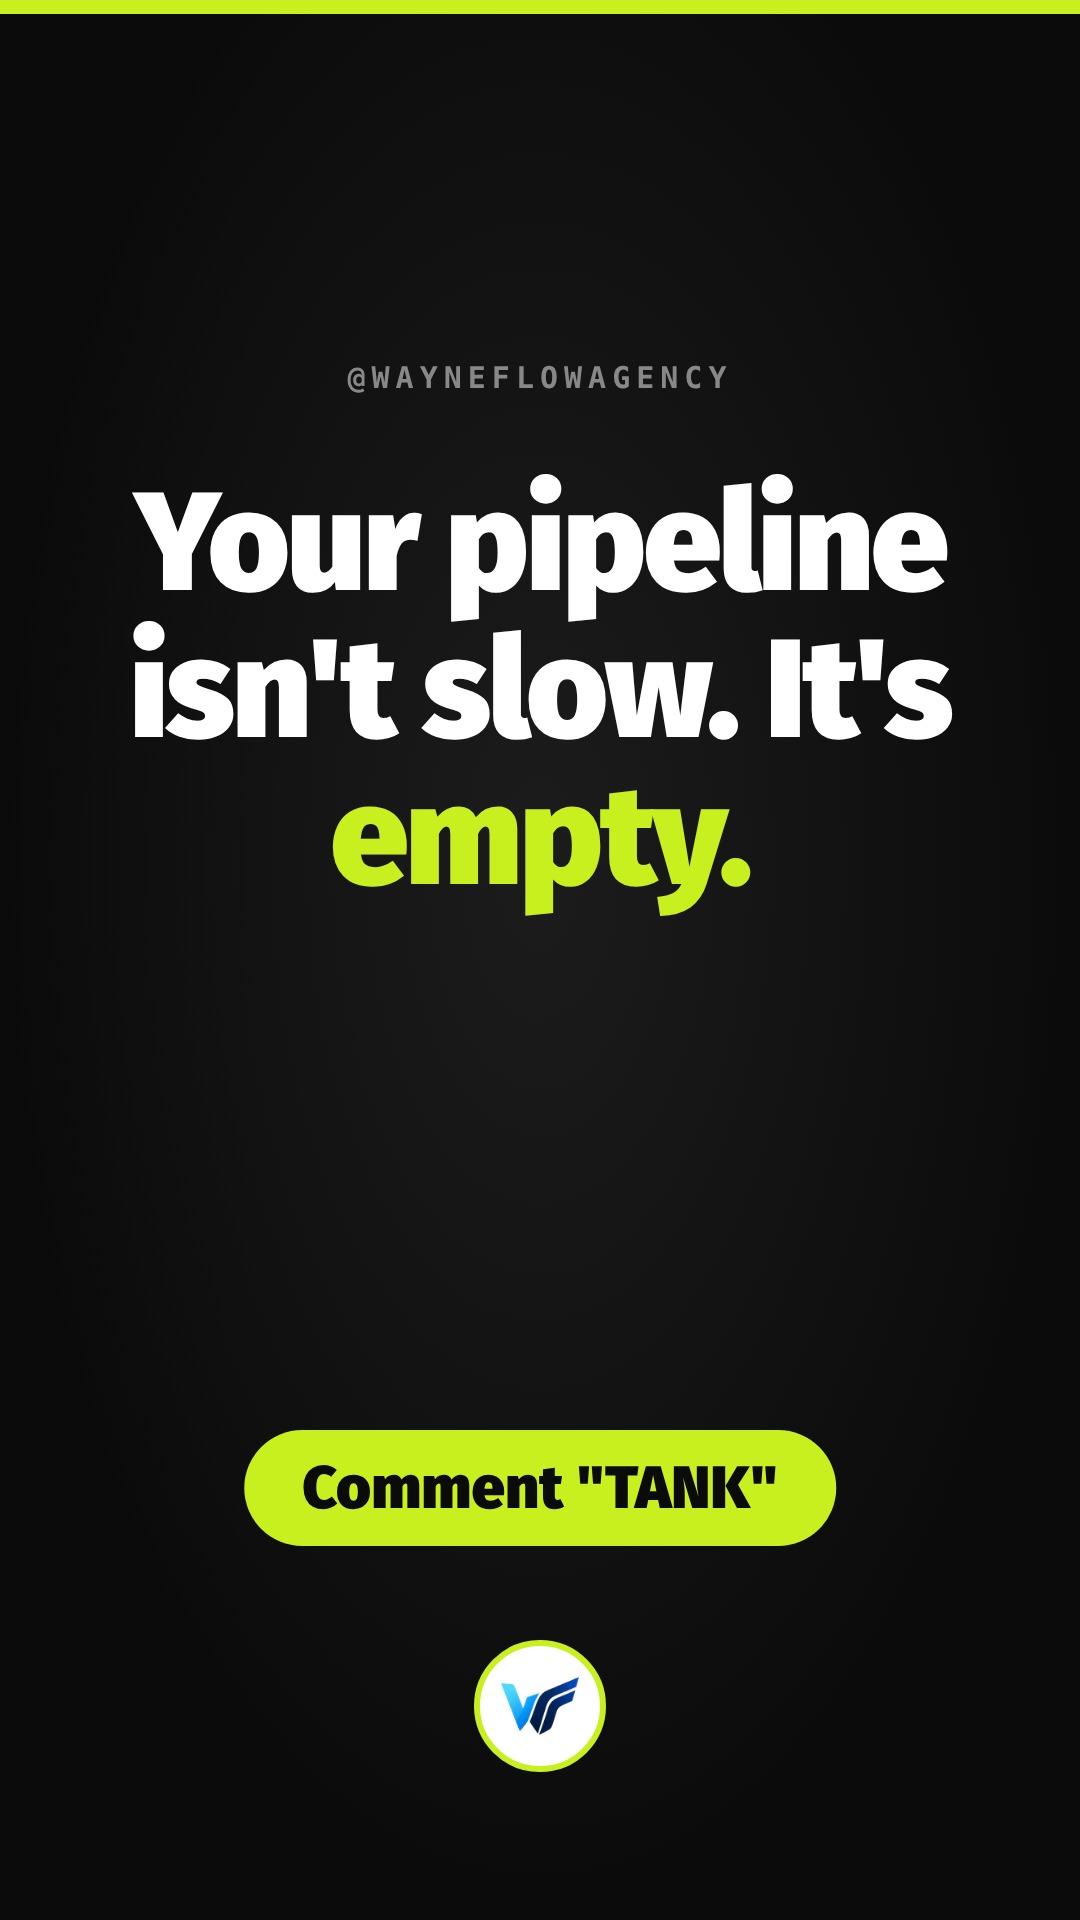 @WAYNEFLOWAGENCY
Your pipeline
isn't slow. It's
empty.
Comment "TANK"